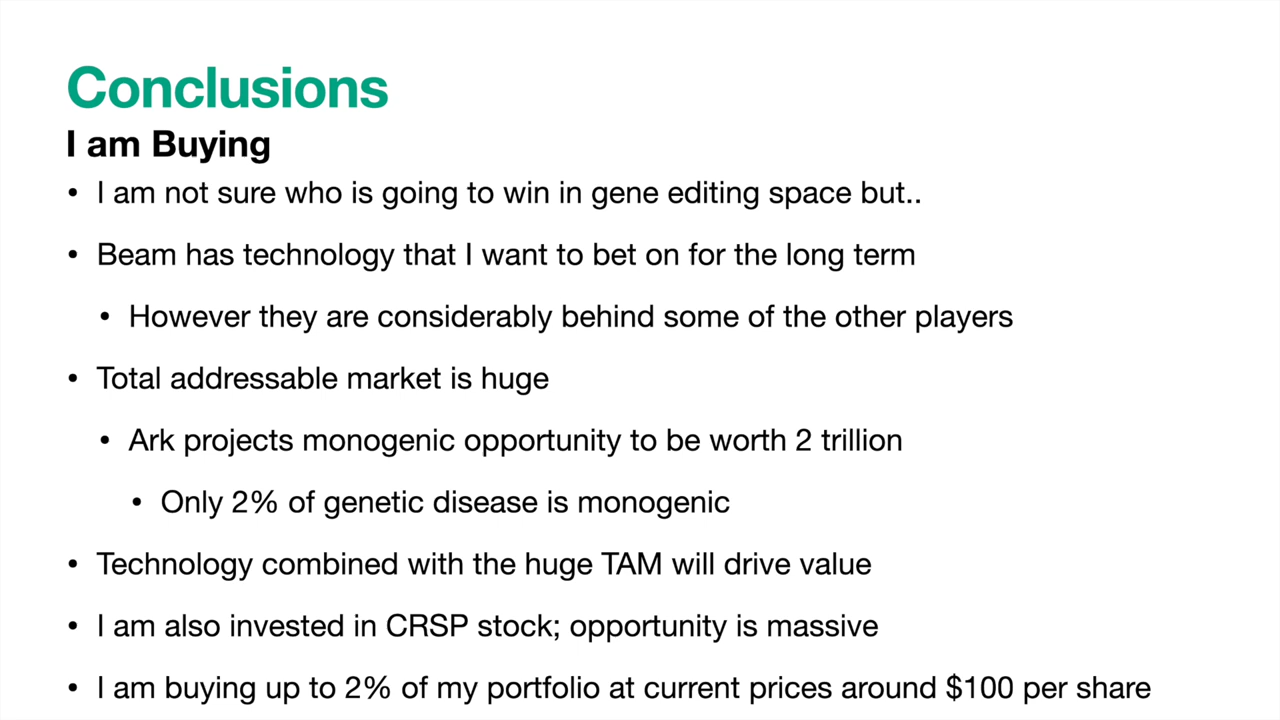 Conclusions
I am Buying
• I am not sure who is going to win in gene editing space but..
• Beam has technology that I want to bet on for the long term
• However they are considerably behind some of the other players
• Total addressable market is huge
• Ark projects monogenic opportunity to be worth 2 trillion
• Only 2% of genetic disease is monogenic
• Technology combined with the huge TAM will drive value
• I am also invested in CRSP stock; opportunity is massive
• I am buying up to 2% of my portfolio at current prices around $100 per share